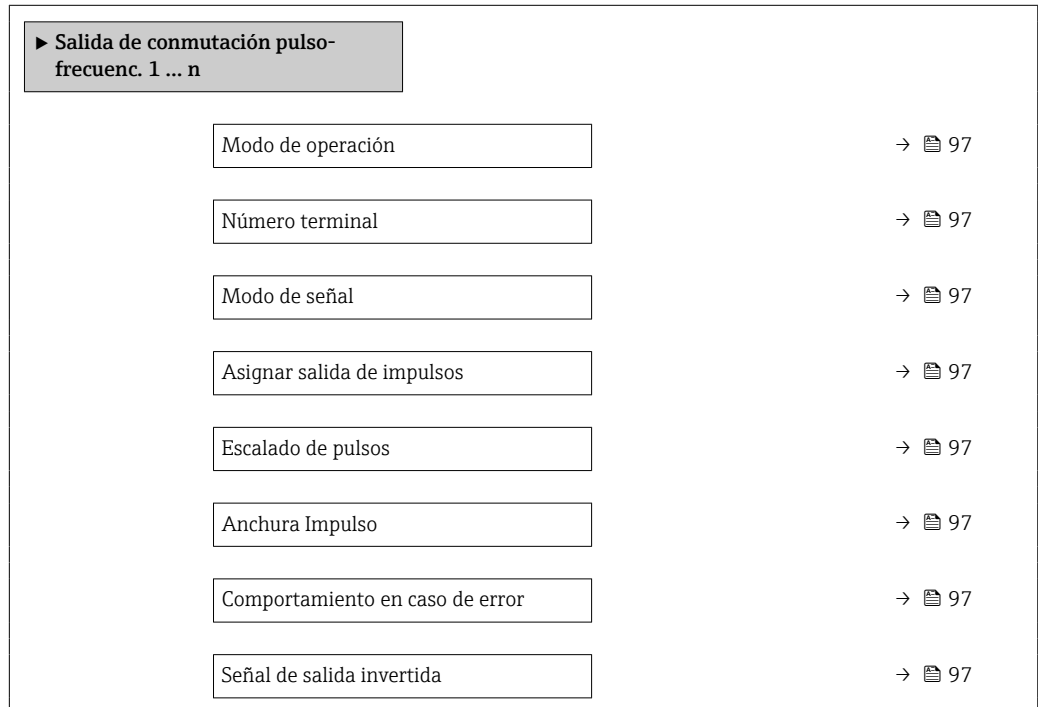 ► Salida de conmutación pulso-
frecuenc. 1 ... n
Modo de operación → 97
Número terminal → 97
Modo de señal → 97
Asignar salida de impulsos → 97
Escalado de pulsos → 97
Anchura Impulso → 97
Comportamiento en caso de error → 97
Señal de salida invertida → 97